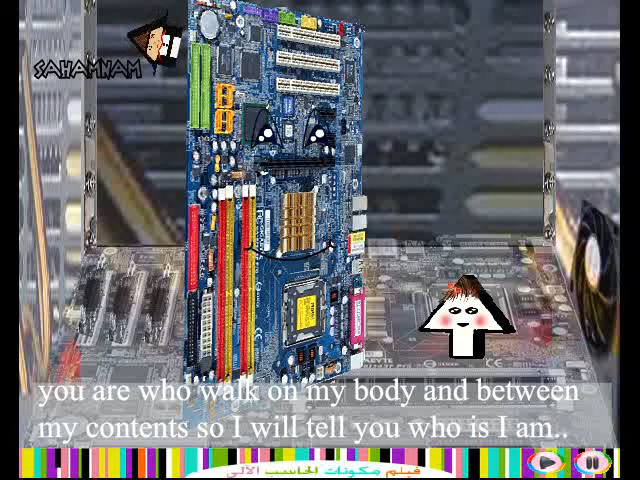 SAHAMNAM
you are who walk on my body and between
my contents so I will tell you who is I am..
فيلم مكونات الحاسب الآلى